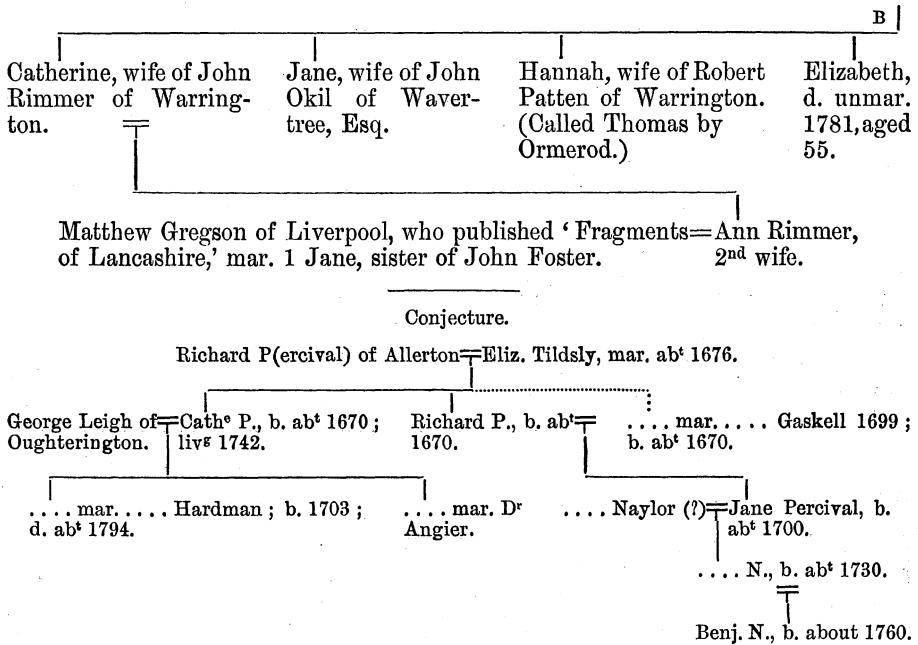 B
Catherine, wife of John
Rimmer of Warring-
ton.
Jane, wife of John
Okil of Waver-
tree, Esq.
Hannah, wife of Robert
Patten of Warrington.
(Called Thomas by
Ormerod.)
Elizabeth,
d. unmar.
1781, aged
55.
Matthew Gregson of Liverpool, who published ‘ Fragments=Ann Rimmer,
of Lancashire,’ mar. 1 Jane, sister of John Foster. 2nd wife.
Conjecture.
Richard P(ercival) of Allerton=Eliz. Tildsly, mar. abt 1676.
George Leigh of=Cathe P., b. abt 1670 ;
Oughterington. livg 1742.
Richard P., b. abt=
1670.
.... mar..... Gaskell 1699 ;
b. abt 1670.
.... mar..... Hardman ; b. 1703 ;
d. abt 1794.
.... mar. Dr
Angier.
.... Naylor (?)=Jane Percival, b.
abt 1700.
.... N., b. abt 1730.
Benj. N., b. about 1760.